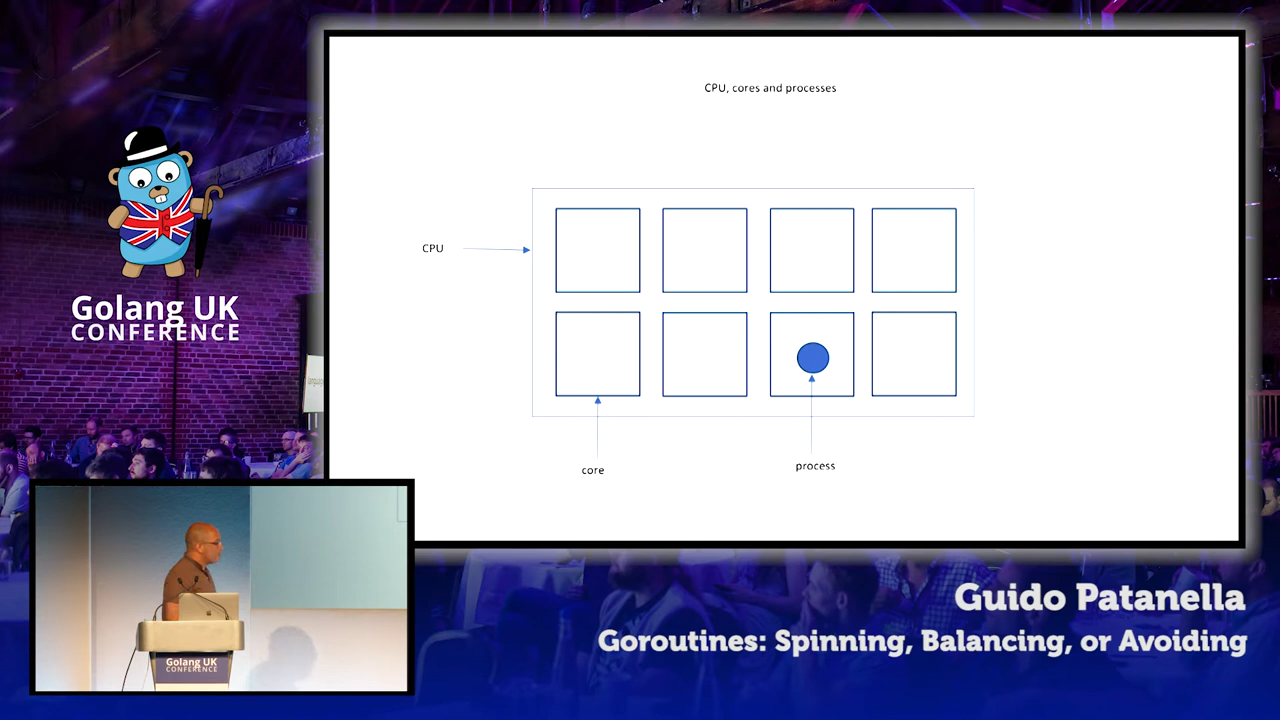 Golang UK
CONFERENCE
CPU, cores and processes
CPU
core
process
Golang UK
CONFERENCE
Guido Patanella
Goroutines: Spinning, Balancing, or Avoiding